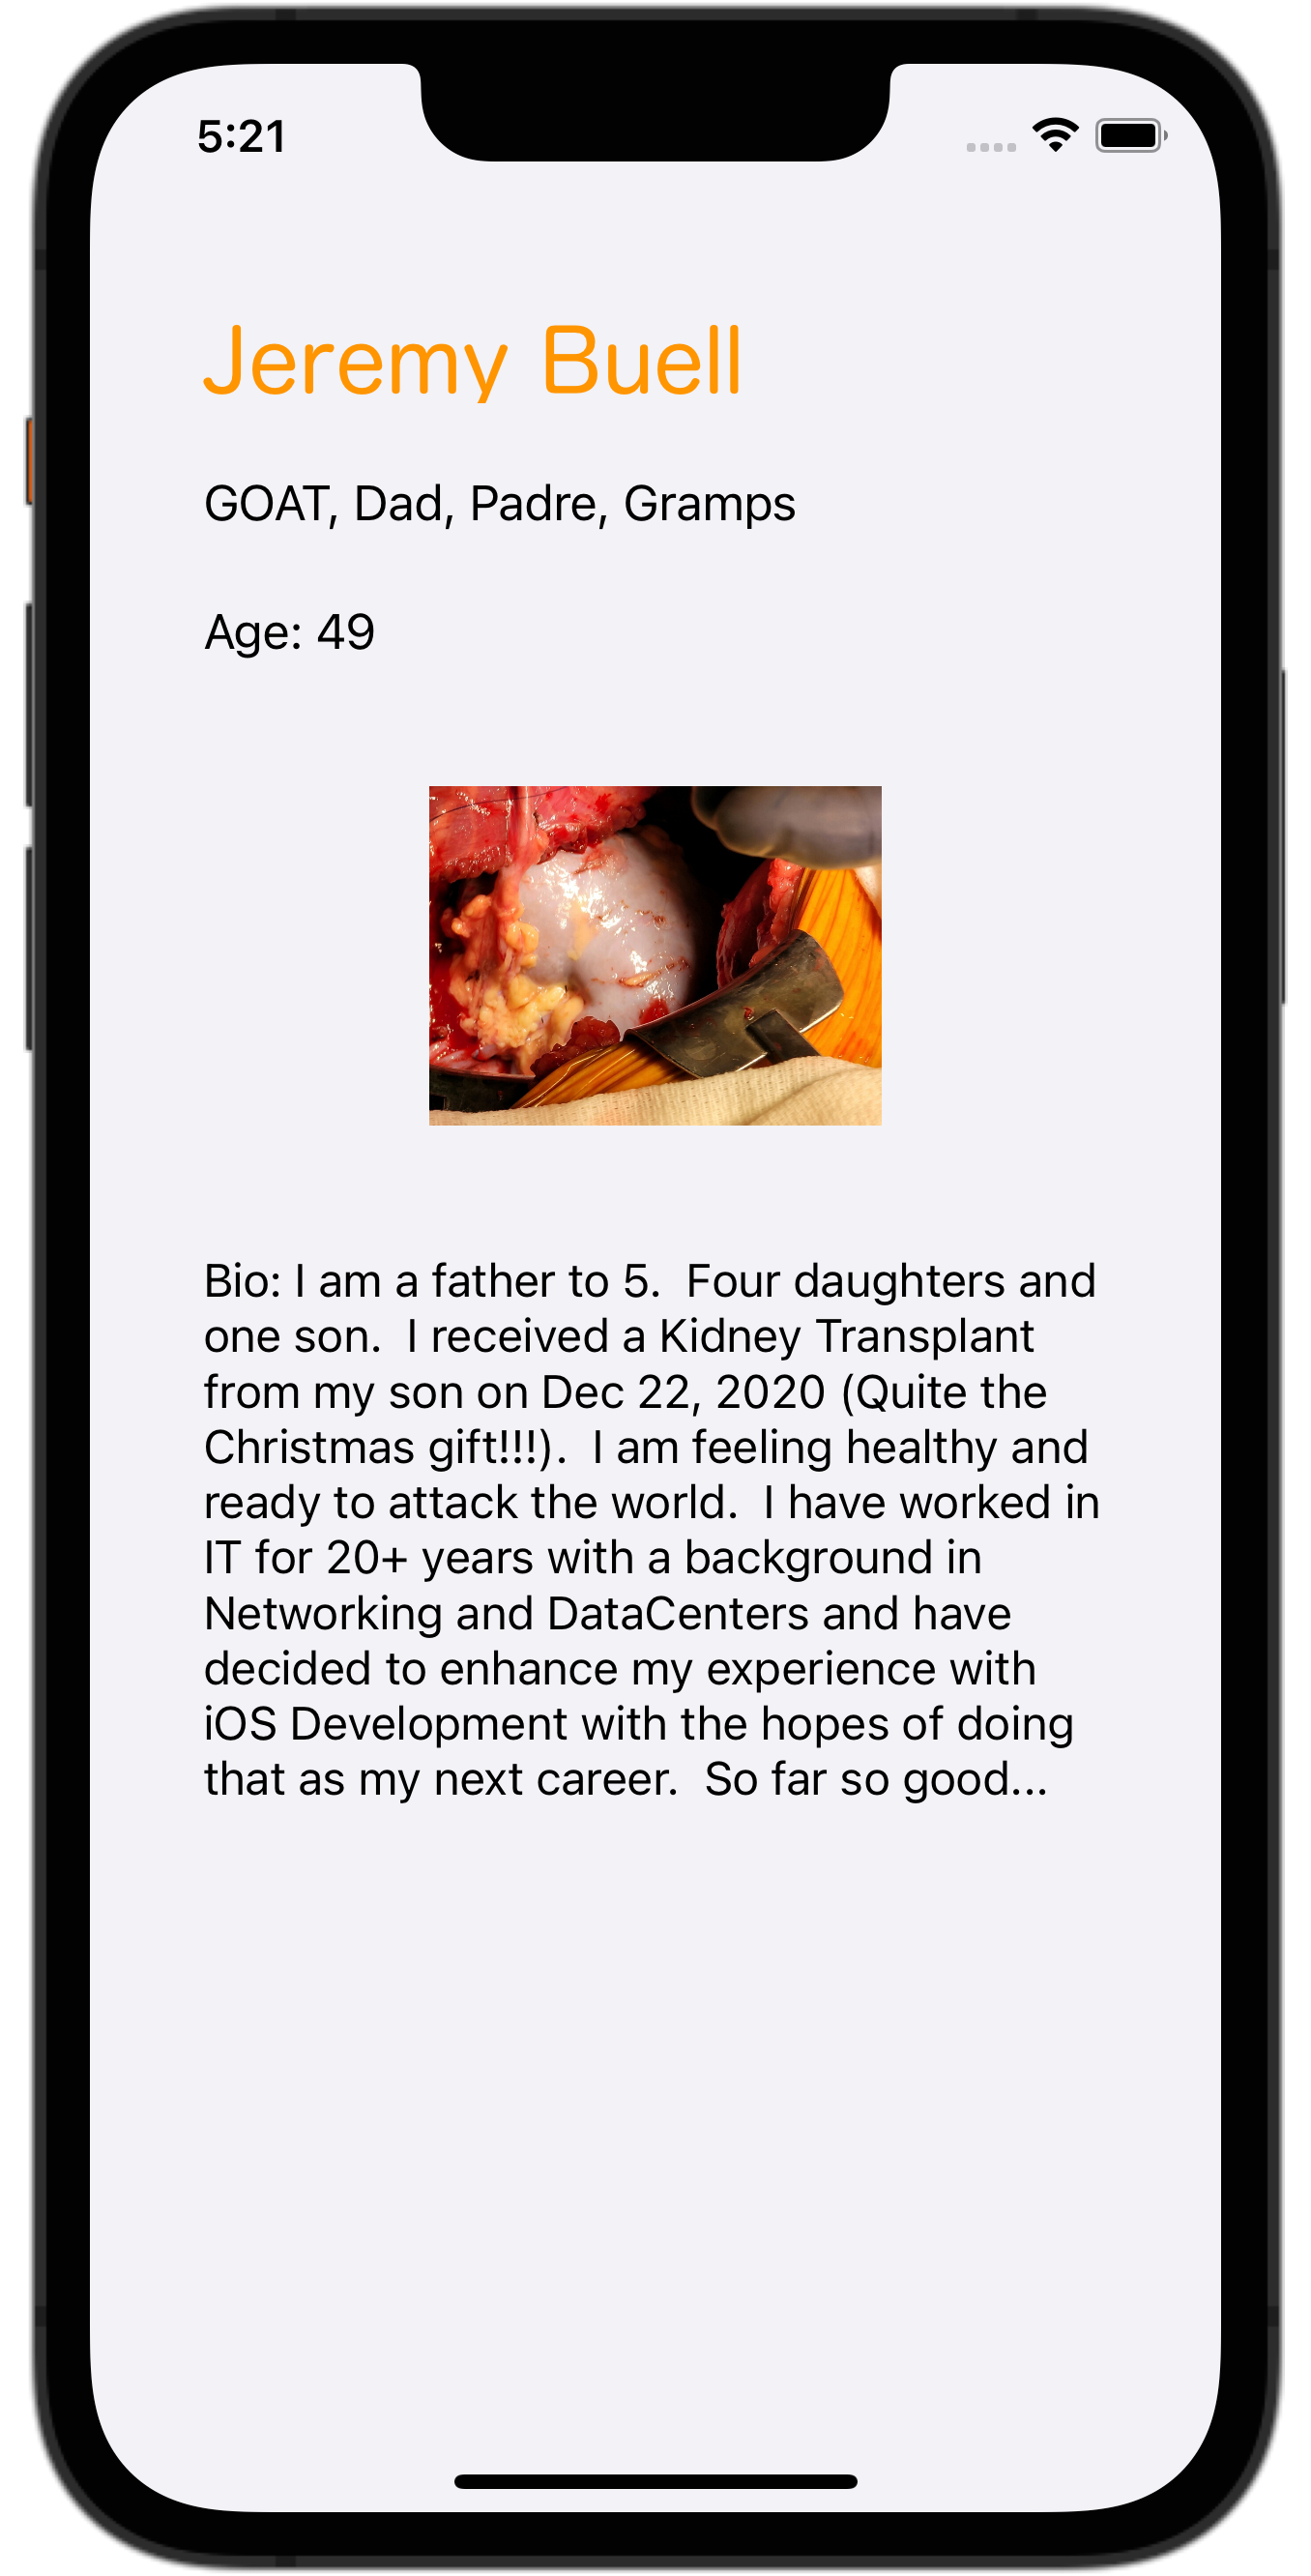 5:21
Jeremy Buell
GOAT, Dad, Padre, Gramps
Age: 49
Bio: I am a father to 5.  Four daughters and
one son.  I received a Kidney Transplant
from my son on Dec 22, 2020 (Quite the
Christmas gift!!!).  I am feeling healthy and
ready to attack the world.  I have worked in
IT for 20+ years with a background in
Networking and DataCenters and have
decided to enhance my experience with
iOS Development with the hopes of doing
that as my next career.  So far so good...